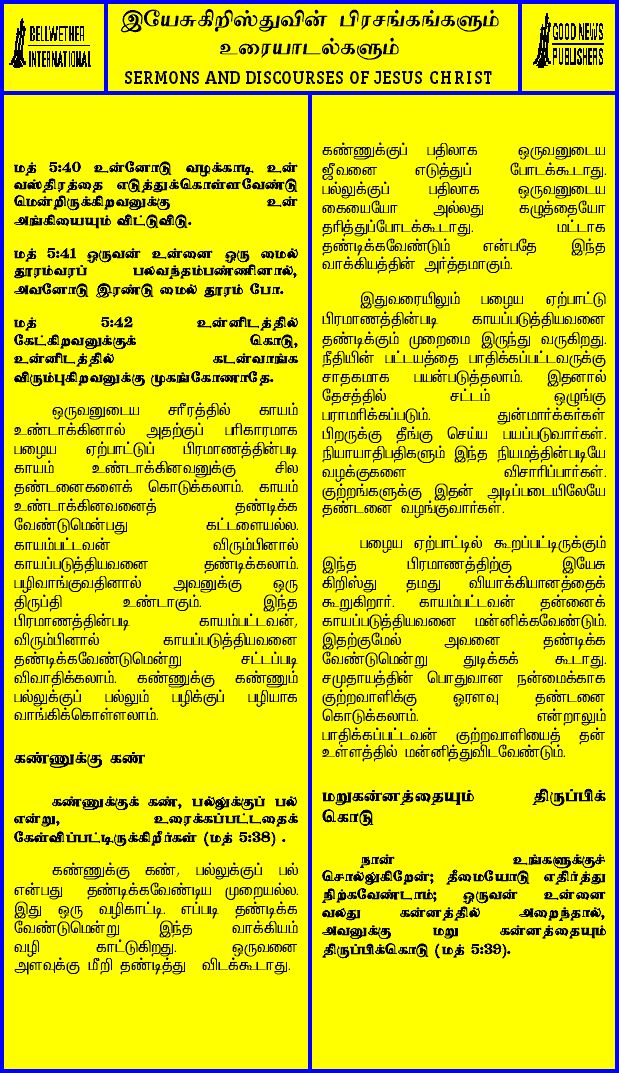 BELLWETHER
INTERNATIONAL
இயேசுகிறிஸ்துவின் பிரசங்கங்களும்
உரையாடல்களும்
SERMONS AND DISCOURSES OF JESUS CHRIST
GOOD NEWS
PUBLISHERS
மத் 5:40 உன்னோடு வழக்காடி உன்
வஸ்திரத்தை எடுத்துக்கொள்ளவேண்டு
மென்றிருக்கிறவனுக்கு உன்
அங்கியையும் விட்டுவிடு.
மத் 5:41 ஒருவன் உன்னை ஒரு மைல்
தூரம்வரப் பலவந்தம்பண்ணினால்,
அவனோடு இரண்டு மைல் தூரம் போ.
மத் 5:42 உன்னிடத்தில்
கேட்கிறவனுக்குக் கொடு,
உன்னிடத்தில் கடன்வாங்க
விரும்புகிறவனுக்கு முகங்கோணாதே.
ஒருவனுடைய சரீரத்தில் காயம்
உண்டாக்கினால் அதற்குப் பரிகாரமாக
பழைய ஏற்பாட்டுப் பிரமாணத்தின்படி
காயம் உண்டாக்கினவனுக்கு சில
தண்டனைகளைக் கொடுக்கலாம். காயம்
உண்டாக்கினவனைத் தண்டிக்க
வேண்டுமென்பது கட்டளையல்ல.
காயம்பட்டவன் விரும்பினால்
காயப்படுத்தியவனை தண்டிக்கலாம்.
பழிவாங்குவதினால் அவனுக்கு ஒரு
திருப்தி உண்டாகும். இந்த
பிரமாணத்தின்படி காயம்பட்டவன்,
விரும்பினால் காயப்படுத்தியவனை
தண்டிக்கவேண்டுமென்று சட்டப்படி
விவாதிக்கலாம். கண்ணுக்கு கண்ணும்
பல்லுக்குப் பல்லும் பழிக்குப் பழியாக
வாங்கிக்கொள்ளலாம்.
கண்ணுக்கு கண்
கண்ணுக்குக் கண், பல்லுக்குப் பல்
என்று, உரைக்கப்பட்டதைக்
கேள்விப்பட்டிருக்கிறீர்கள் (மத் 5:38) .
கண்ணுக்கு கண், பல்லுக்குப் பல்
என்பது தண்டிக்கவேண்டிய முறையல்ல.
இது ஒரு வழிகாட்டி. எப்படி தண்டிக்க
வேண்டுமென்று இந்த வாக்கியம்
வழி காட்டுகிறது. ஒருவனை
அளவுக்கு மீறி தண்டித்து விடக்கூடாது.
கண்ணுக்குப் பதிலாக ஒருவனுடைய
ஜீவனை எடுத்துப் போடக்கூடாது.
பல்லுக்குப் பதிலாக ஒருவனுடைய
கையையோ அல்லது கழுத்தையோ
தரித்துப்போடக்கூடாது. மட்டாக
தண்டிக்கவேண்டும் என்பதே இந்த
வாக்கியத்தின் அர்த்தமாகும்.
இதுவரையிலும் பழைய ஏற்பாட்டு
பிரமாணத்தின்படி காயப்படுத்தியவனை
தண்டிக்கும் முறைமை இருந்து வருகிறது.
நீதியின் பட்டயத்தை பாதிக்கப்பட்டவருக்கு
சாதகமாக பயன்படுத்தலாம். இதனால்
தேசத்தில் சட்டம் ஒழுங்கு
பராமரிக்கப்படும். துன்மார்க்கர்கள்
பிறருக்கு தீங்கு செய்ய பயப்படுவார்கள்.
நியாயாதிபதிகளும் இந்த நியமத்தின்படியே
வழக்குகளை விசாரிப்பார்கள்.
குற்றங்களுக்கு இதன் அடிப்படையிலேயே
தண்டனை வழங்குவார்கள்.
பழைய ஏற்பாட்டில் கூறப்பட்டிருக்கும்
இந்த பிரமாணத்திற்கு இயேசு
கிறிஸ்து தமது வியாக்கியானத்தைக்
கூறுகிறார். காயம்பட்டவன் தன்னைக்
காயப்படுத்தியவனை மன்னிக்கவேண்டும்.
இதற்குமேல் அவனை தண்டிக்க
வேண்டுமென்று துடிக்கக் கூடாது.
சமுதாயத்தின் பொதுவான நன்மைக்காக
குற்றவாளிக்கு ஓரளவு தண்டனை
கொடுக்கலாம். என்றாலும்
பாதிக்கப்பட்டவன் குற்றவாளியைத் தன்
உள்ளத்தில் மன்னித்துவிடவேண்டும்.
மறுகன்னத்தையும் திருப்பிக்
கொடு
நான் உங்களுக்குச்
சொல்லுகிறேன்; தீமையோடு எதிர்த்து
நிற்கவேண்டாம்; ஒருவன் உன்னை
வலது கன்னத்தில் அறைந்தால்,
அவனுக்கு மறு கன்னத்தையும்
திருப்பிக்கொடு (மத் 5:39).